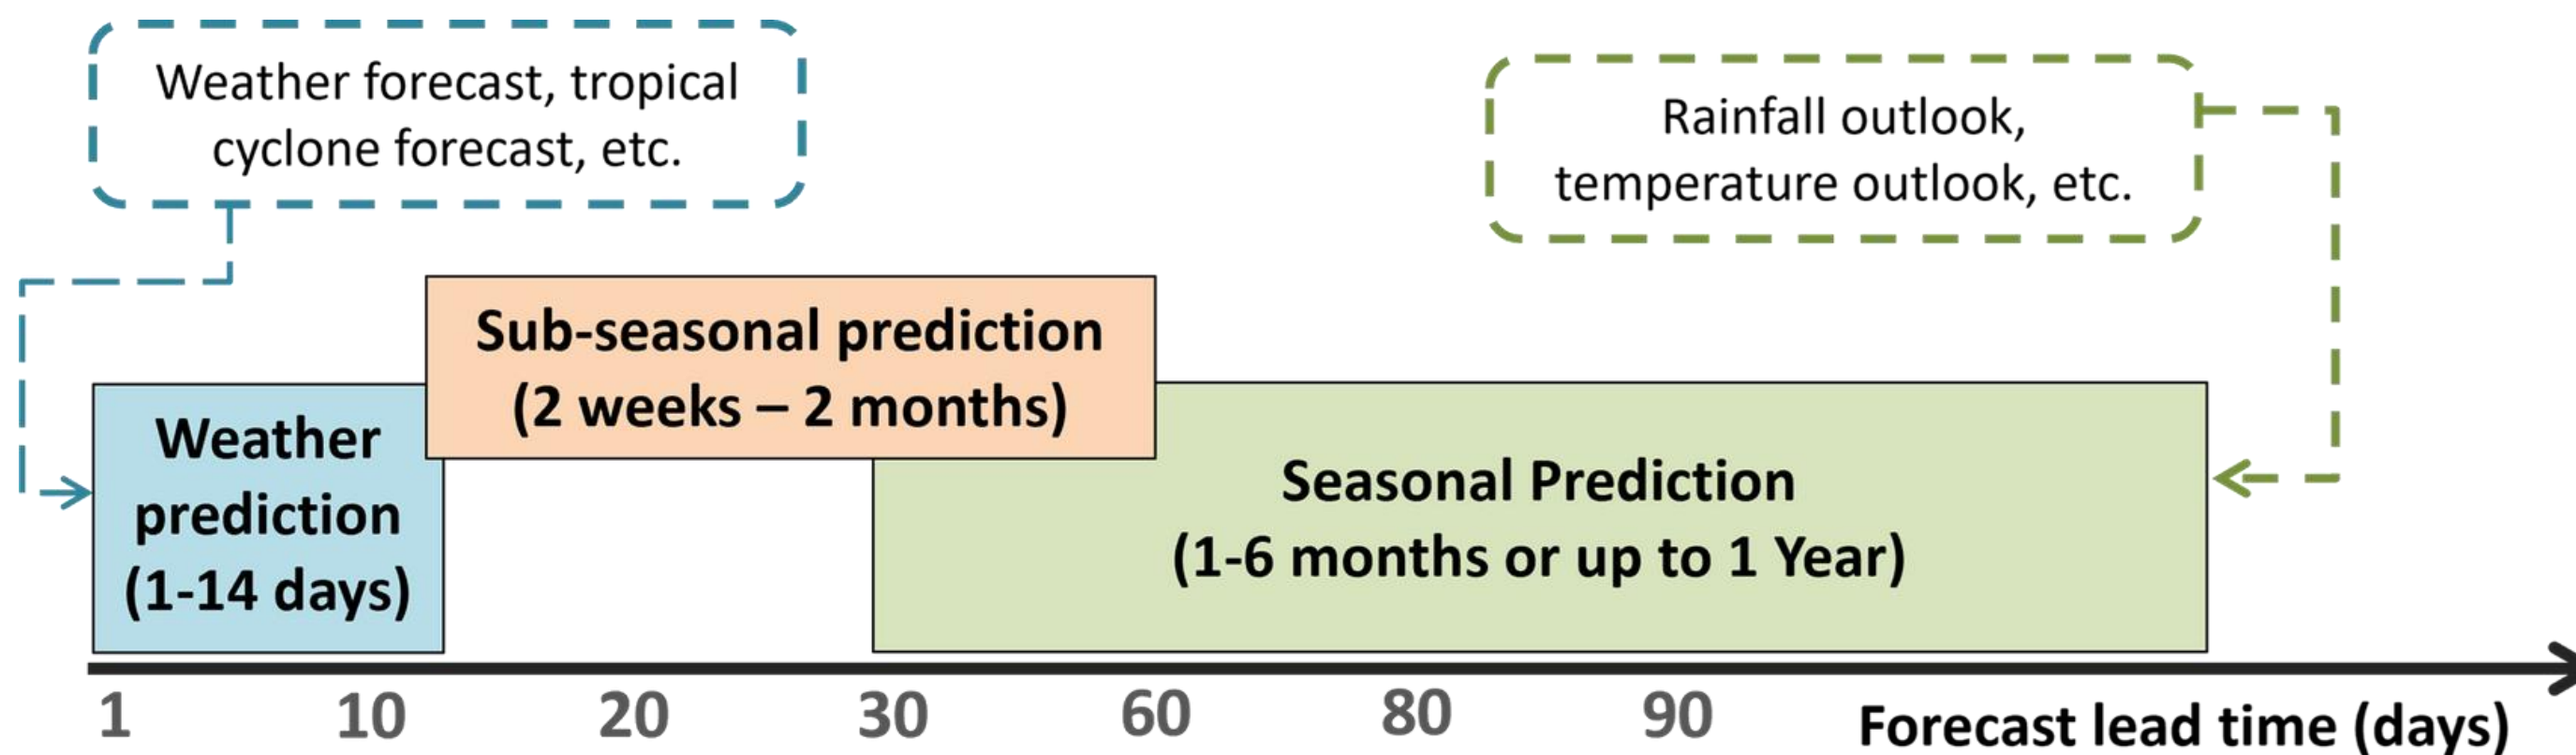 Weather forecast, tropical
cyclone forecast, etc.
Rainfall outlook,
temperature outlook, etc.
Sub-seasonal prediction
(2 weeks – 2 months)
Weather
prediction
(1-14 days)
Seasonal Prediction
(1-6 months or up to 1 Year)
1 10 20 30 60 80 90 Forecast lead time (days)